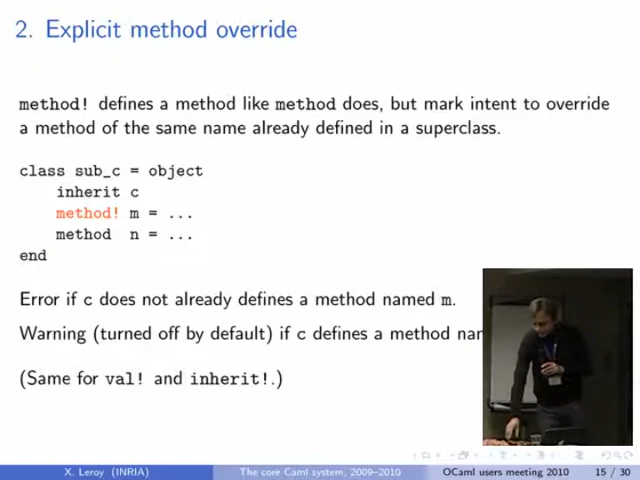 2. Explicit method override
method! defines a method like method does, but mark intent to override
a method of the same name already defined in a superclass.
class sub_c = object
inherit c
method! m = ...
method n = ...
end
Error if c does not already defines a method named m.
Warning (turned off by default) if c defines a method
(Same for val! and inherit!.)
X. Leroy (INRIA)
The core Caml system, 2009–2010
OCaml users meeting 2010
15 / 30